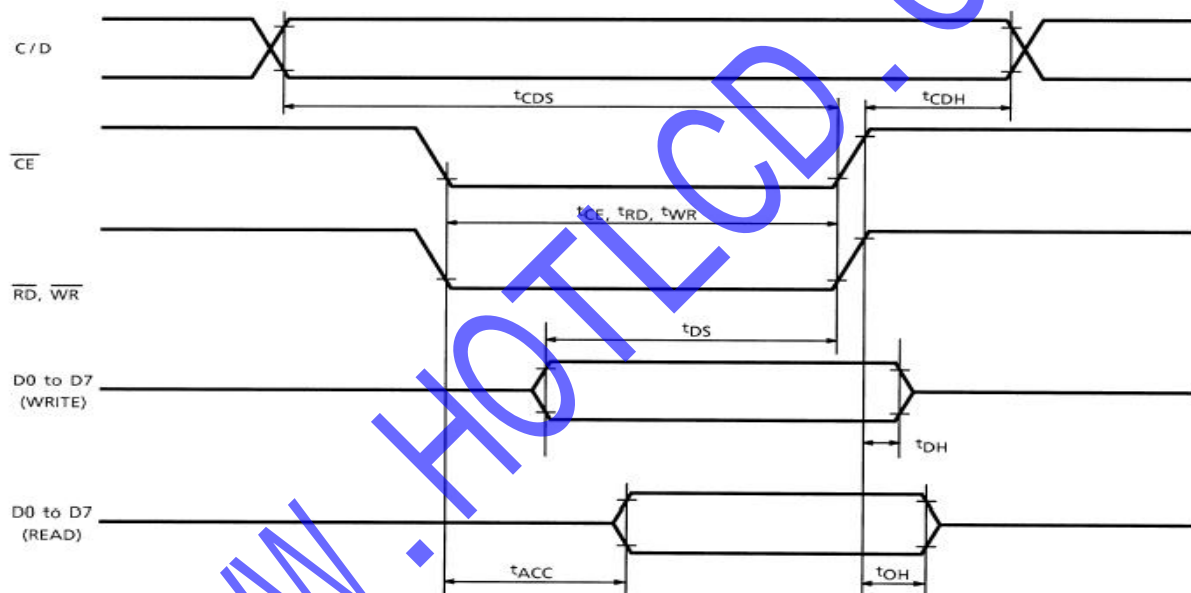 C/D
tCDS
tCDH
CE
tCE, tRD, tWR
RD, WR
tDS
D0 to D7
(WRITE)
tDH
D0 to D7
(READ)
tACC
tOH
WW.HOTLCD.C